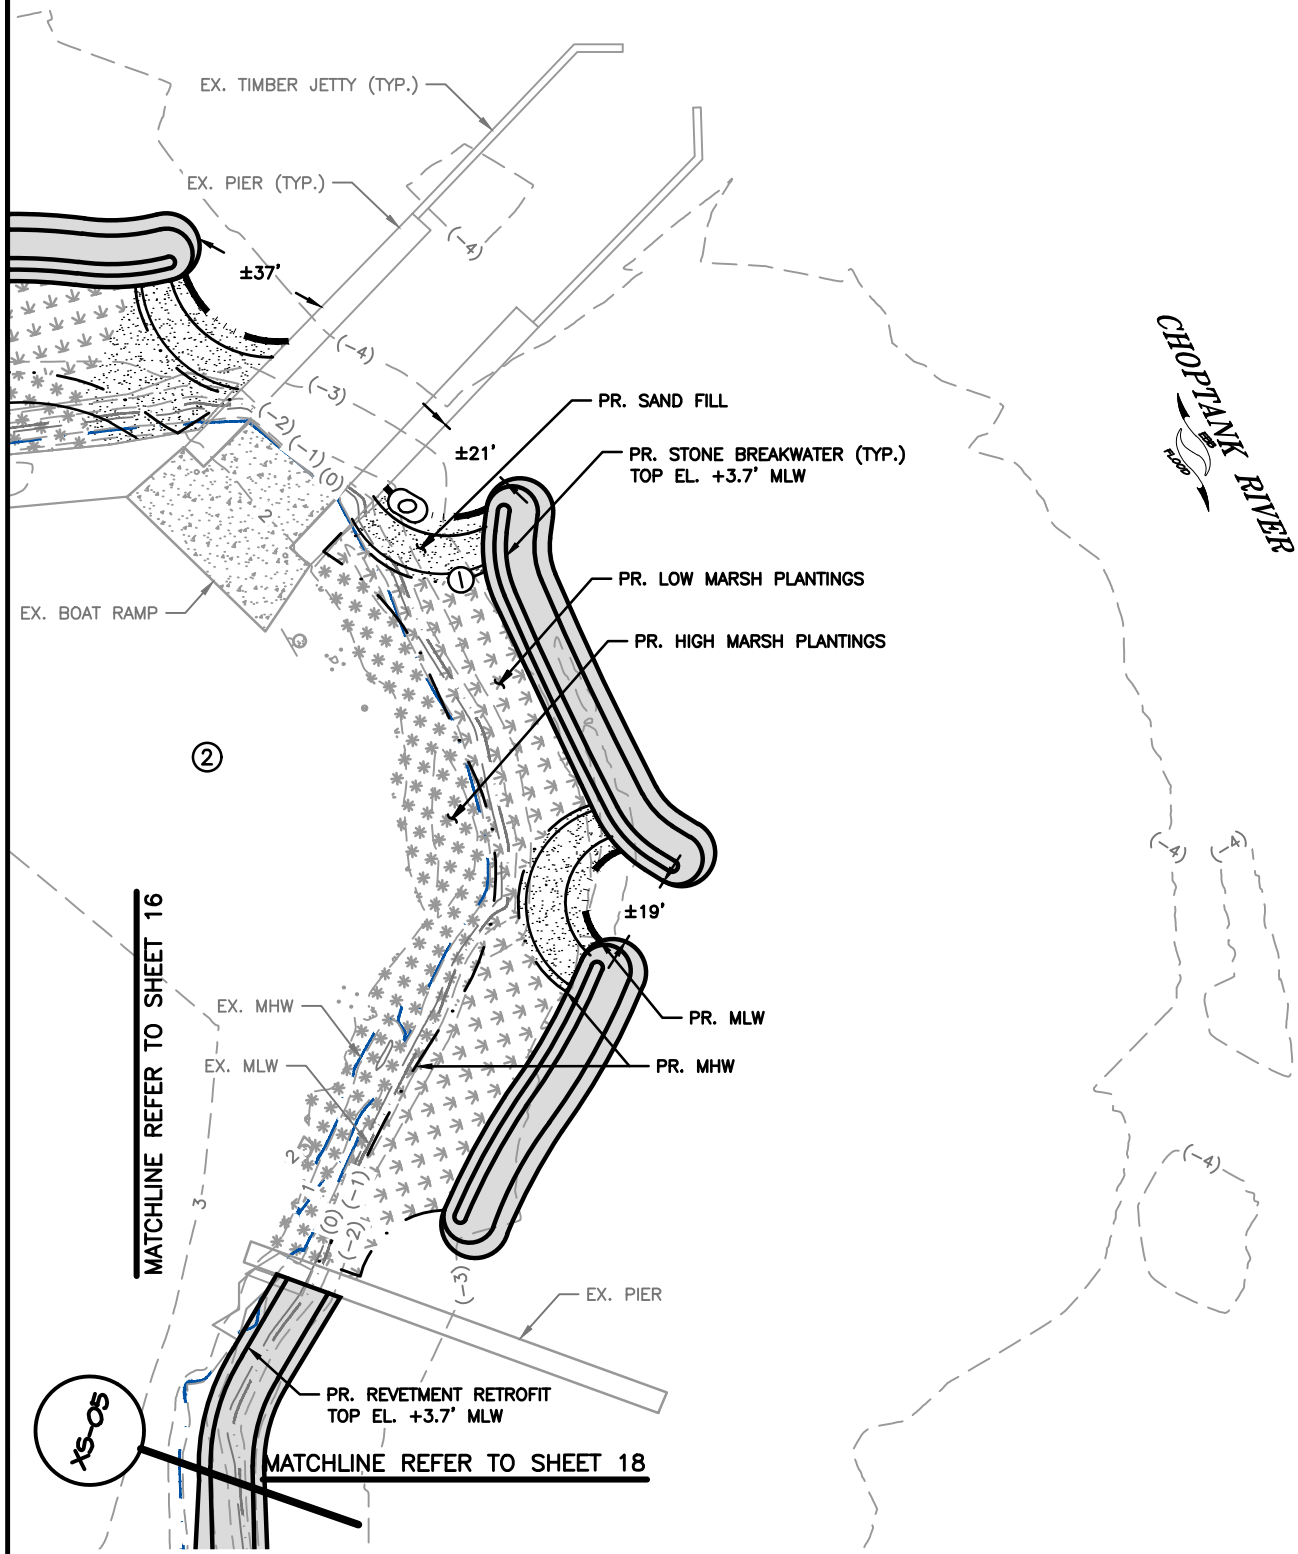 EX. TIMBER JETTY (TYP.)
EX. PIER (TYP.)
(-4)
±37'
(-4)
(-3)
(-2)
(-1)
(0)
2
PR. SAND FILL
±21'
PR. STONE BREAKWATER (TYP.)
TOP EL. +3.7' MLW
CHOPTANK RIVER
EBB
FLOOD
1
PR. LOW MARSH PLANTINGS
EX. BOAT RAMP
PR. HIGH MARSH PLANTINGS
2
(-4)
(-4)
±19'
MATCHLINE REFER TO SHEET 16
EX. MHW
PR. MLW
EX. MLW
PR. MHW
2
1
3
(0)
(-1)
(-2)
(-3)
(-4)
EX. PIER
PR. REVETMENT RETROFIT
TOP EL. +3.7' MLW
XS-05
MATCHLINE REFER TO SHEET 18